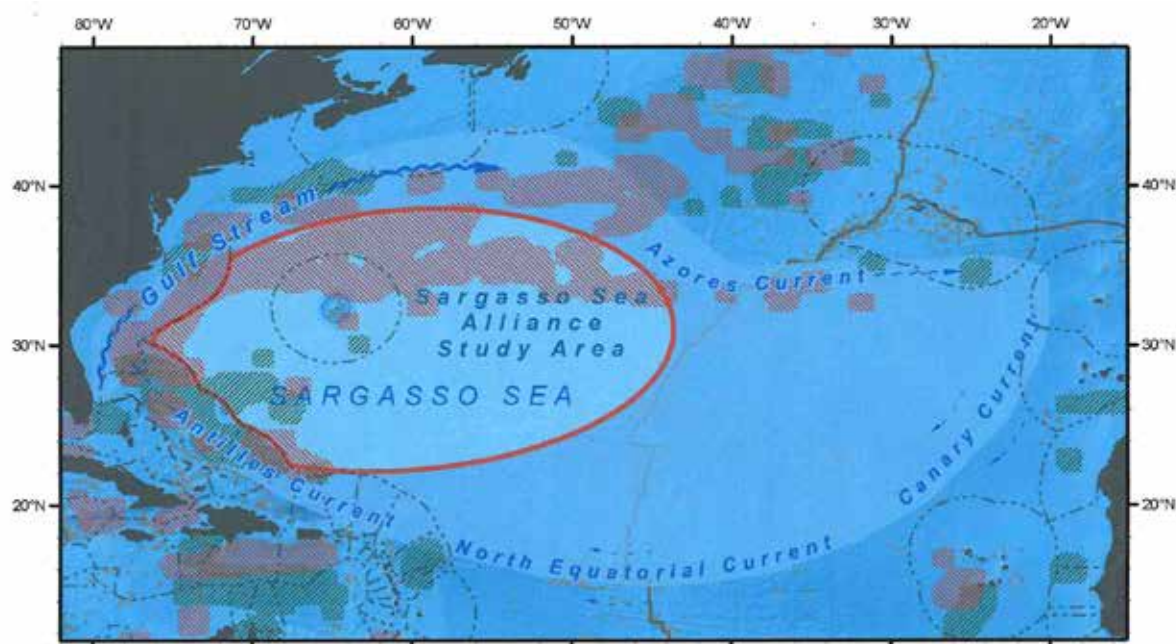 80°W 70°W 60°W 50°W 40°W 30°W 20°W
40°N 40°N
Gulf Stream
Azores Current
Sargasso Sea
Alliance
Study Area
30°N 30°N
SARGASSO SEA
Antilles Current
Canary Current
20°N 20°N
North Equatorial Current